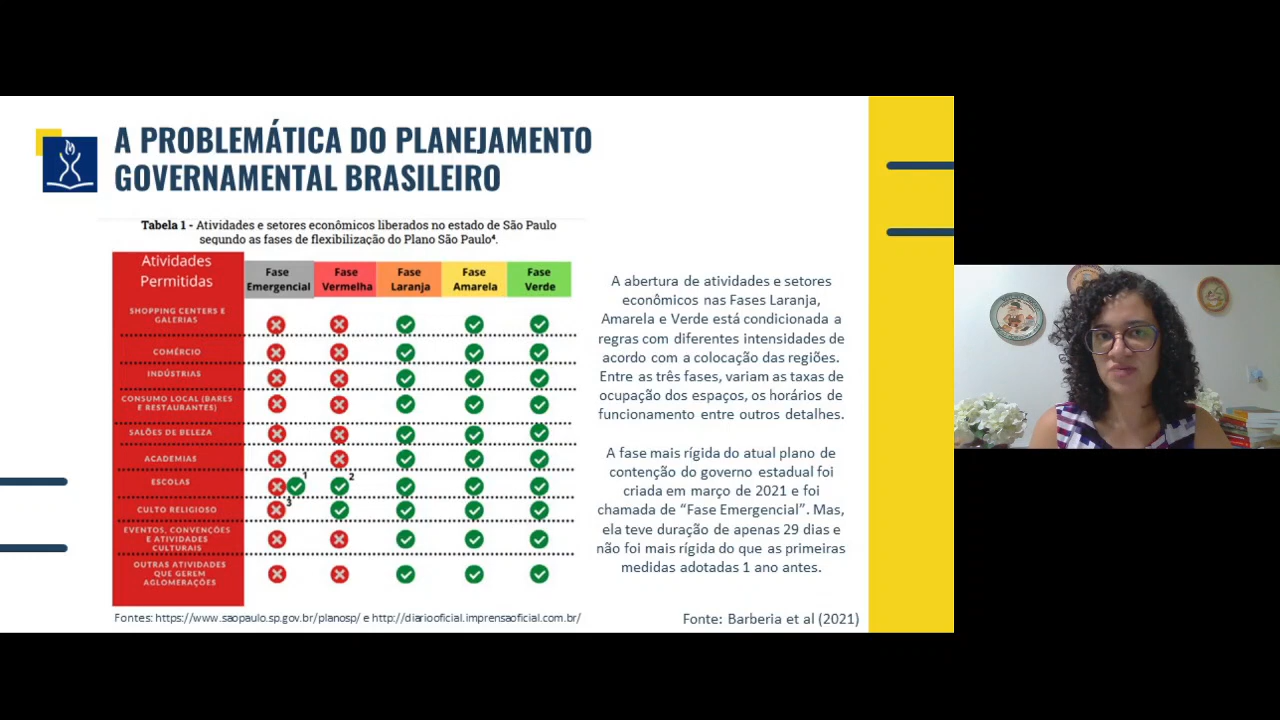 A PROBLEMÁTICA DO PLANEJAMENTO
GOVERNAMENTAL BRASILEIRO
Tabela 1 - Atividades e setores econômicos liberados no estado de São Paulo
segundo as fases de flexibilização do Plano São Paulo⁴.
Atividades
Permitidas
Fase
Emergencial
Fase
Vermelha
Fase
Laranja
Fase
Amarela
Fase
Verde
SHOPPING CENTERS E
GALERIAS
COMÉRCIO
INDÚSTRIAS
CONSUMO LOCAL (BARES
E RESTAURANTES)
SALÕES DE BELEZA
ACADEMIAS
ESCOLAS
1
2
CULTO RELIGIOSO
3
EVENTOS, CONVENÇÕES
E ATIVIDADES
CULTURAIS
OUTRAS ATIVIDADES
QUE GEREM
AGLOMERAÇÕES
Fontes: https://www.saopaulo.sp.gov.br/planosp/ e http://diariooficial.imprensaoficial.com.br/
A abertura de atividades e setores
econômicos nas Fases Laranja,
Amarela e Verde está condicionada a
regras com diferentes intensidades de
acordo com a colocação das regiões.
Entre as três fases, variam as taxas de
ocupação dos espaços, os horários de
funcionamento entre outros detalhes.
A fase mais rígida do atual plano de
contenção do governo estadual foi
criada em março de 2021 e foi
chamada de “Fase Emergencial”. Mas,
ela teve duração de apenas 29 dias e
não foi mais rígida do que as primeiras
medidas adotadas 1 ano antes.
Fonte: Barberia et al (2021)